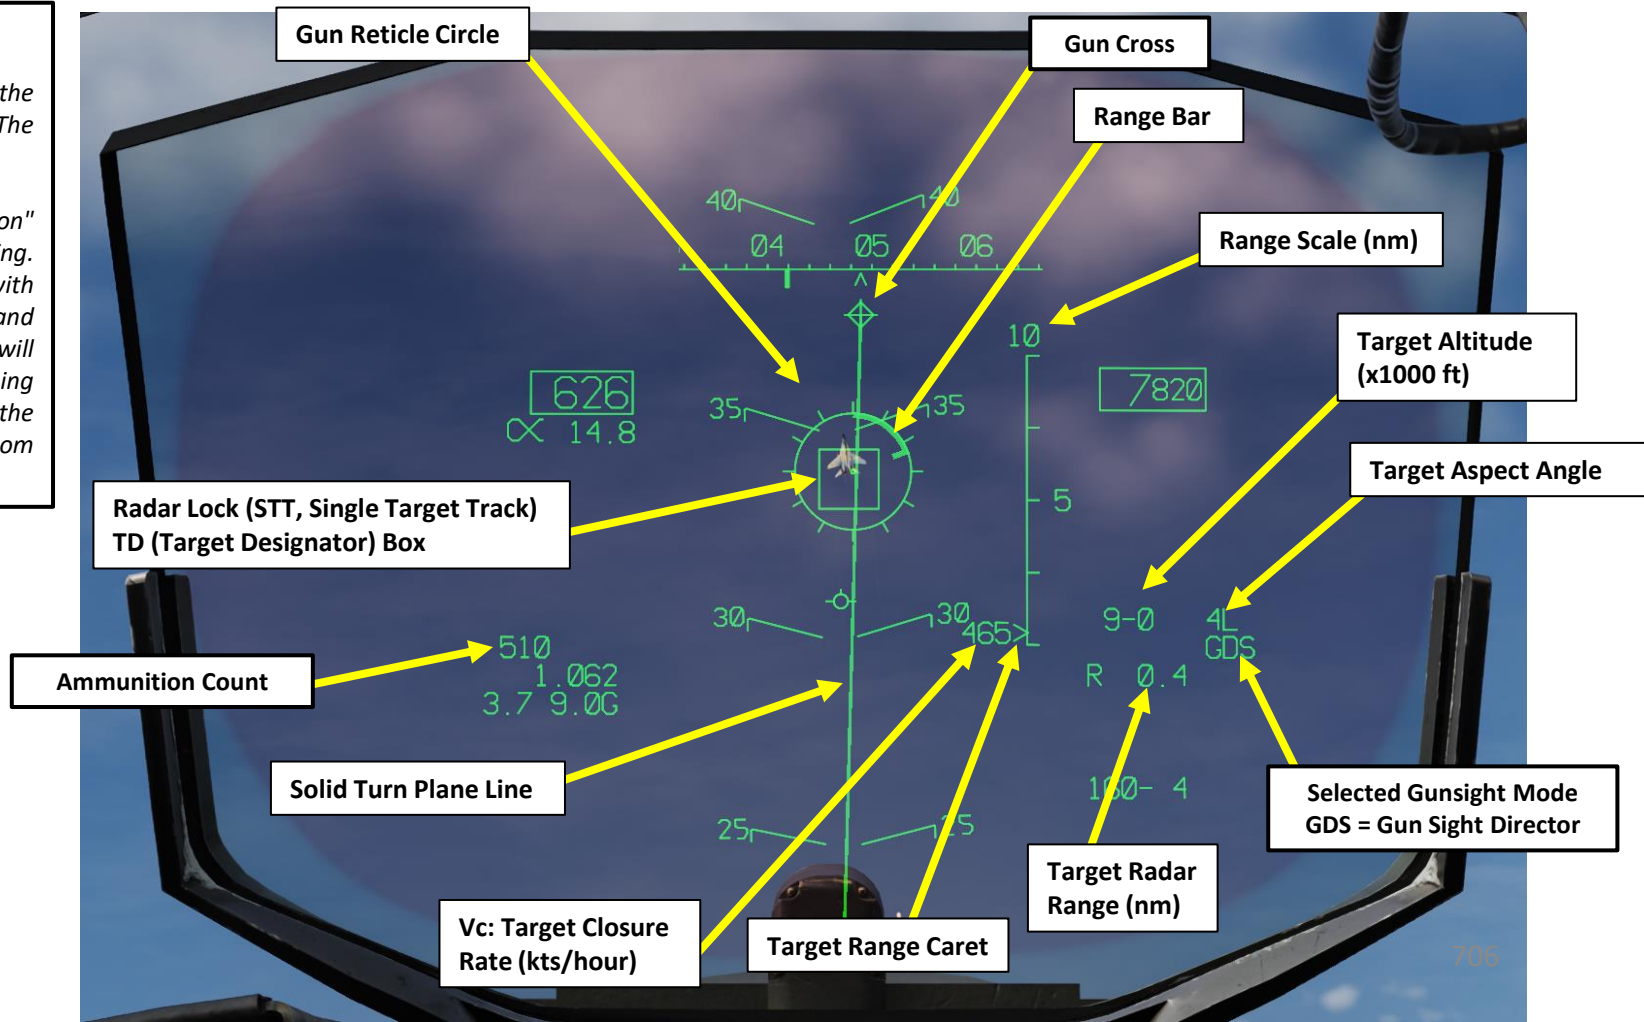 the
The
on"
ing.
with
and
will
ing
the
om
Gun Reticle Circle
Gun Cross
Range Bar
40 40
04 05 06
Range Scale (nm)
10
Target Altitude
(x1000 ft)
626
7820
α 14.8
35 35
Target Aspect Angle
Radar Lock (STT, Single Target Track)
TD (Target Designator) Box
5
30 30
465>
9-0 4L
GDS
R 0.4
510
1.062
3.7 9.0G
Ammunition Count
Solid Turn Plane Line
160- 4
Selected Gunsight Mode
GDS = Gun Sight Director
25 25
Target Radar
Range (nm)
Vc: Target Closure
Rate (kts/hour)
Target Range Caret
706